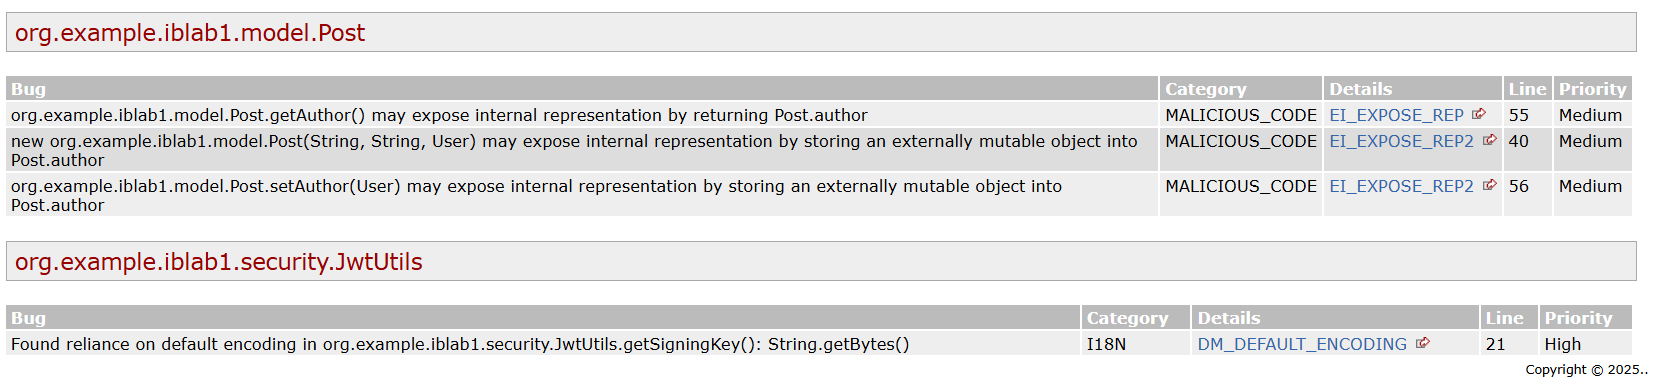 org.example.iblab1.model.Post
Bug Category Details Line Priority
org.example.iblab1.model.Post.getAuthor() may expose internal representation by returning Post.author MALICIOUS_CODE EI_EXPOSE_REP 55 Medium
new org.example.iblab1.model.Post(String, String, User) may expose internal representation by storing an externally mutable object into MALICIOUS_CODE EI_EXPOSE_REP2 40 Medium
Post.author
org.example.iblab1.model.Post.setAuthor(User) may expose internal representation by storing an externally mutable object into MALICIOUS_CODE EI_EXPOSE_REP2 56 Medium
Post.author
org.example.iblab1.security.JwtUtils
Bug Category Details Line Priority
Found reliance on default encoding in org.example.iblab1.security.JwtUtils.getSigningKey(): String.getBytes() I18N DM_DEFAULT_ENCODING 21 High
Copyright © 2025..